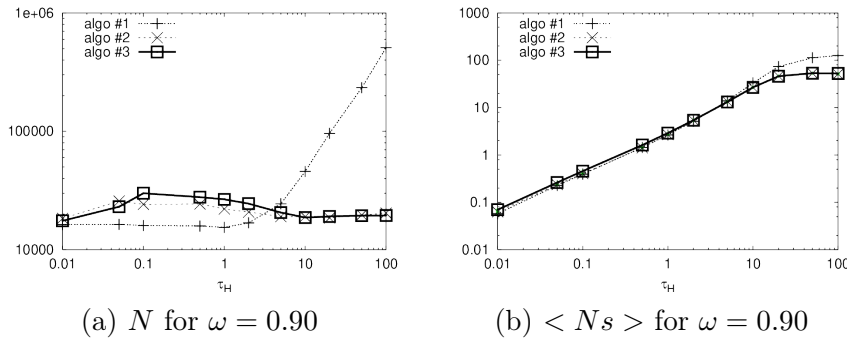 1e+06
100000
10000
0.01
0.1
1
10
100
τH
algo #1
algo #2
algo #3
(a) N for ω = 0.90
1000
100
10
1
0.1
0.01
0.01
0.1
1
10
100
τH
algo #1
algo #2
algo #3
(b) < Ns > for ω = 0.90